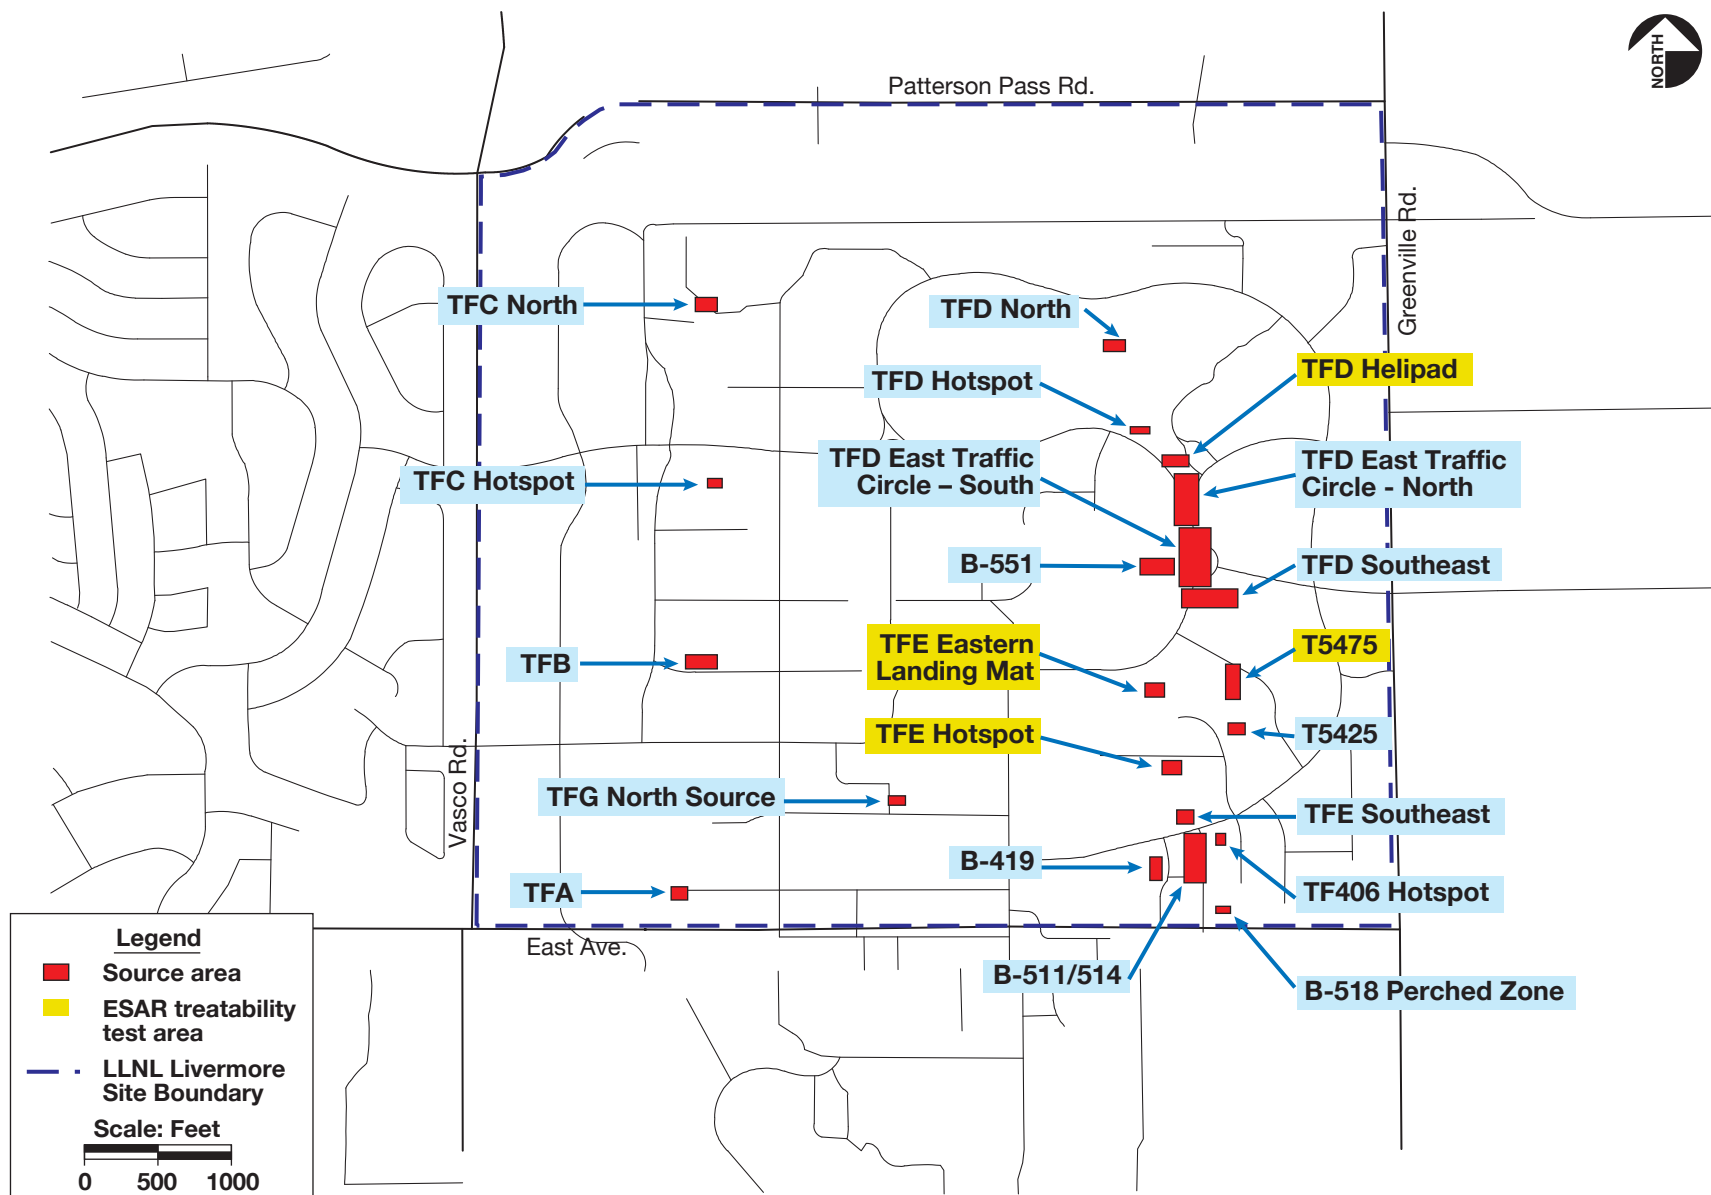 NORTH
Patterson Pass Rd.
Greenville Rd.
TFC North
TFD North
TFD Helipad
TFD Hotspot
TFD East Traffic
Circle – South
TFD East Traffic
Circle - North
TFC Hotspot
B-551
TFD Southeast
TFE Eastern
Landing Mat
T5475
TFB
TFE Hotspot
T5425
Vasco Rd.
TFG North Source
TFE Southeast
B-419
TF406 Hotspot
TFA
East Ave.
B-511/514
B-518 Perched Zone
Legend
Source area
ESAR treatability
test area
LLNL Livermore
Site Boundary
Scale: Feet
0 500 1000